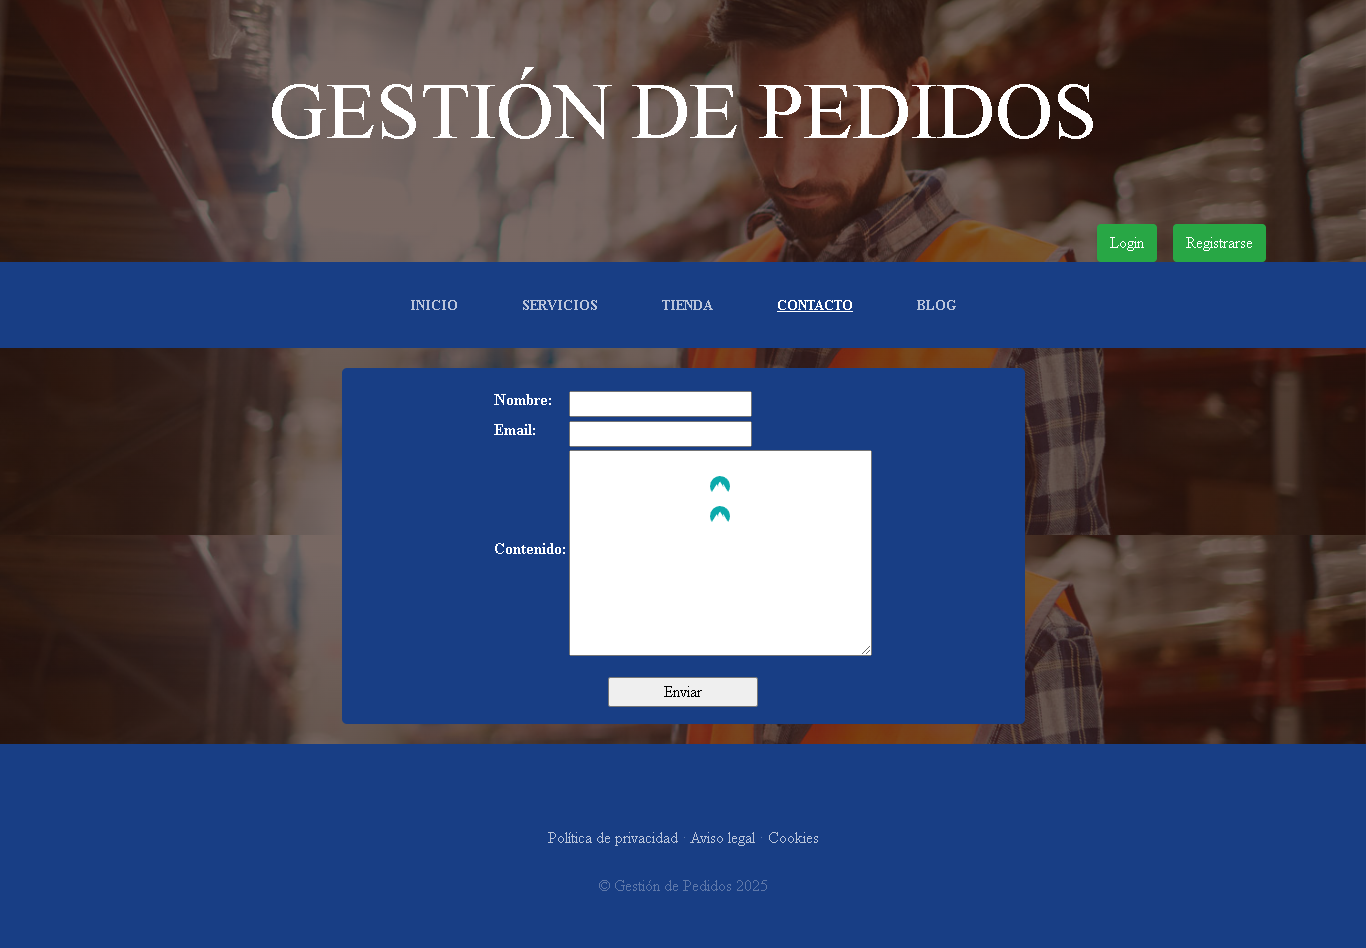 GESTIÓN DE PEDIDOS
Login Registrarse
INICIO SERVICIOS TIENDA CONTACTO BLOG
Nombre:
Email:
Contenido:
Enviar
Política de privacidad · Aviso legal · Cookies
© Gestión de Pedidos 2025